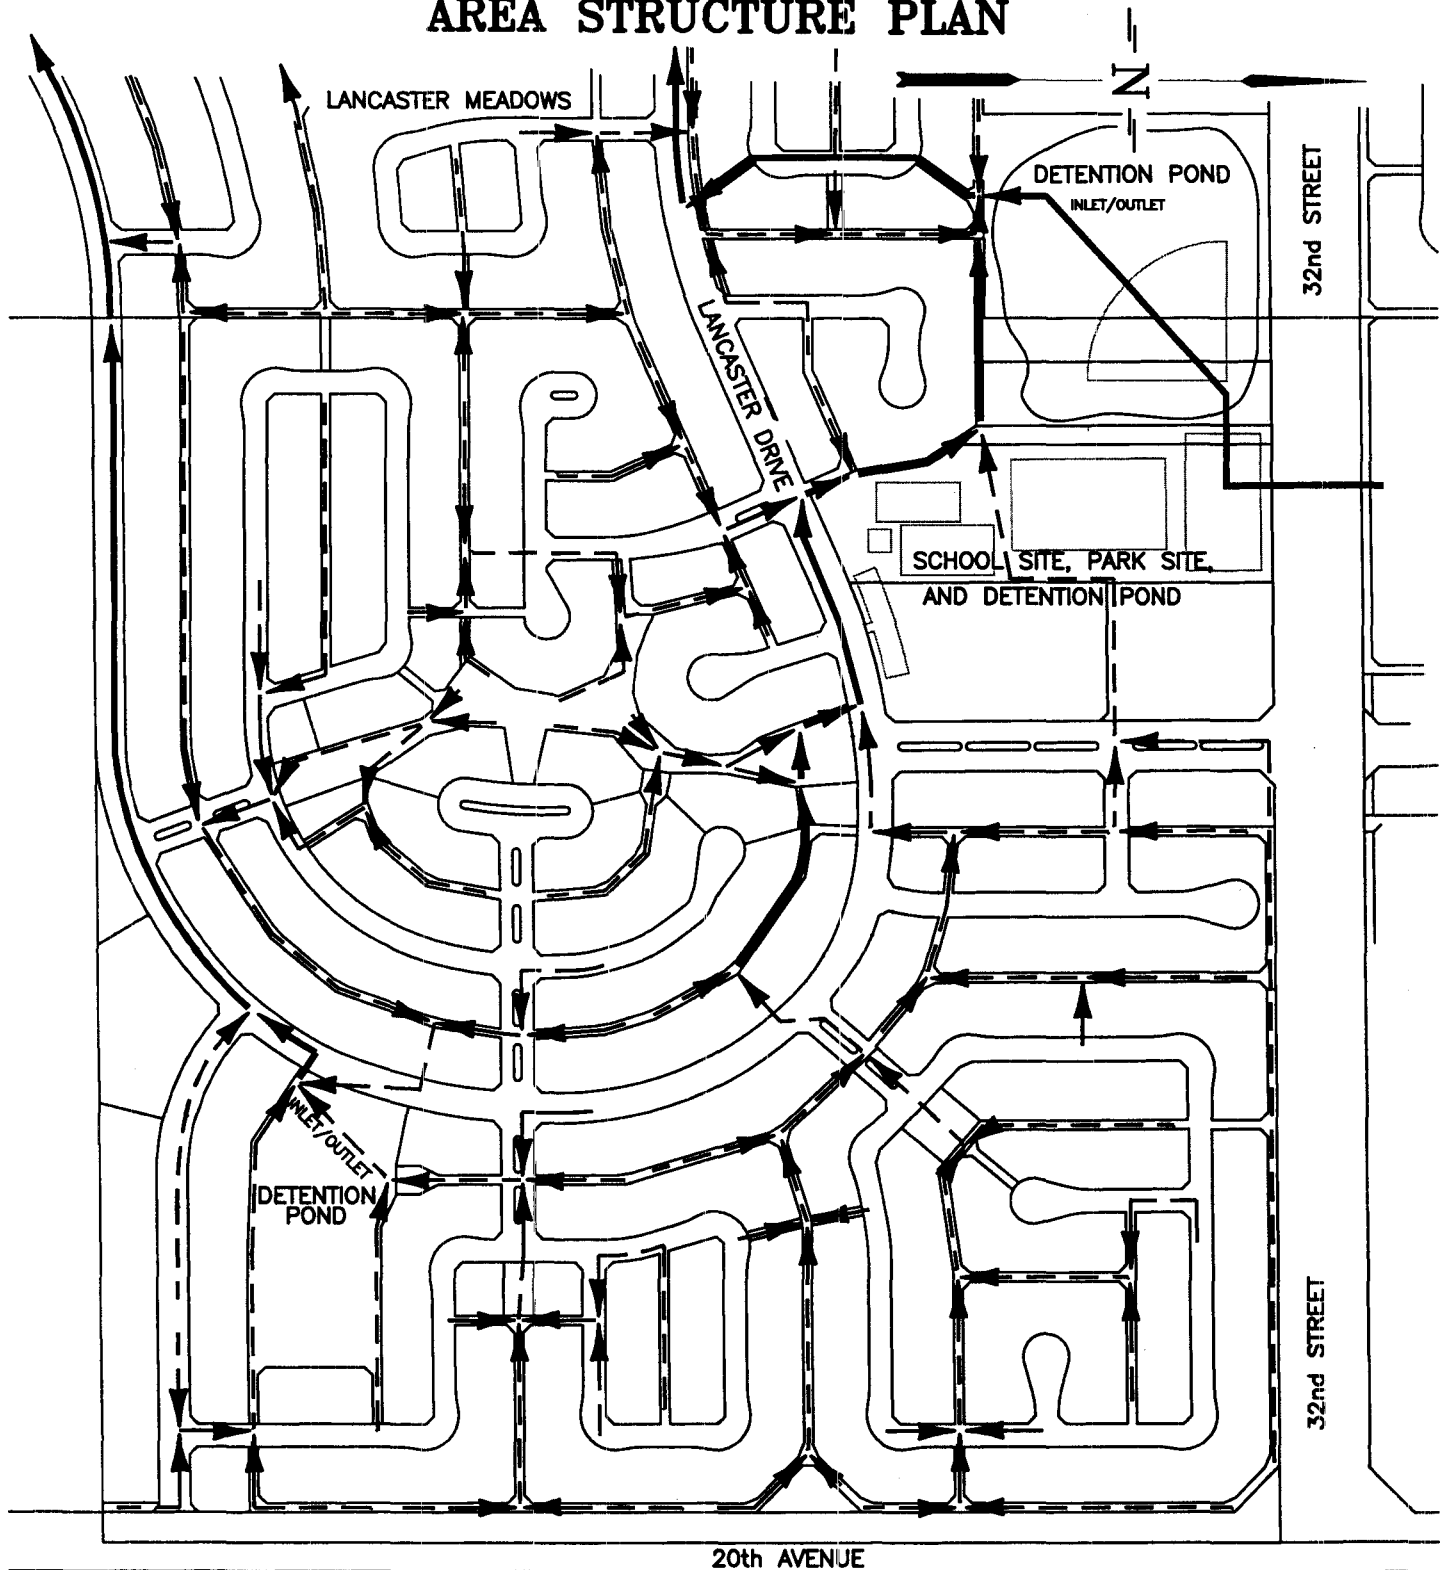 AREA STRUCTURE PLAN
N
LANCASTER MEADOWS
DETENTION POND
INLET/OUTLET
32nd STREET
LANCASTER DRIVE
SCHOOL SITE, PARK SITE,
AND DETENTION POND
INLET/OUTLET
DETENTION
POND
32nd STREET
20th AVENUE